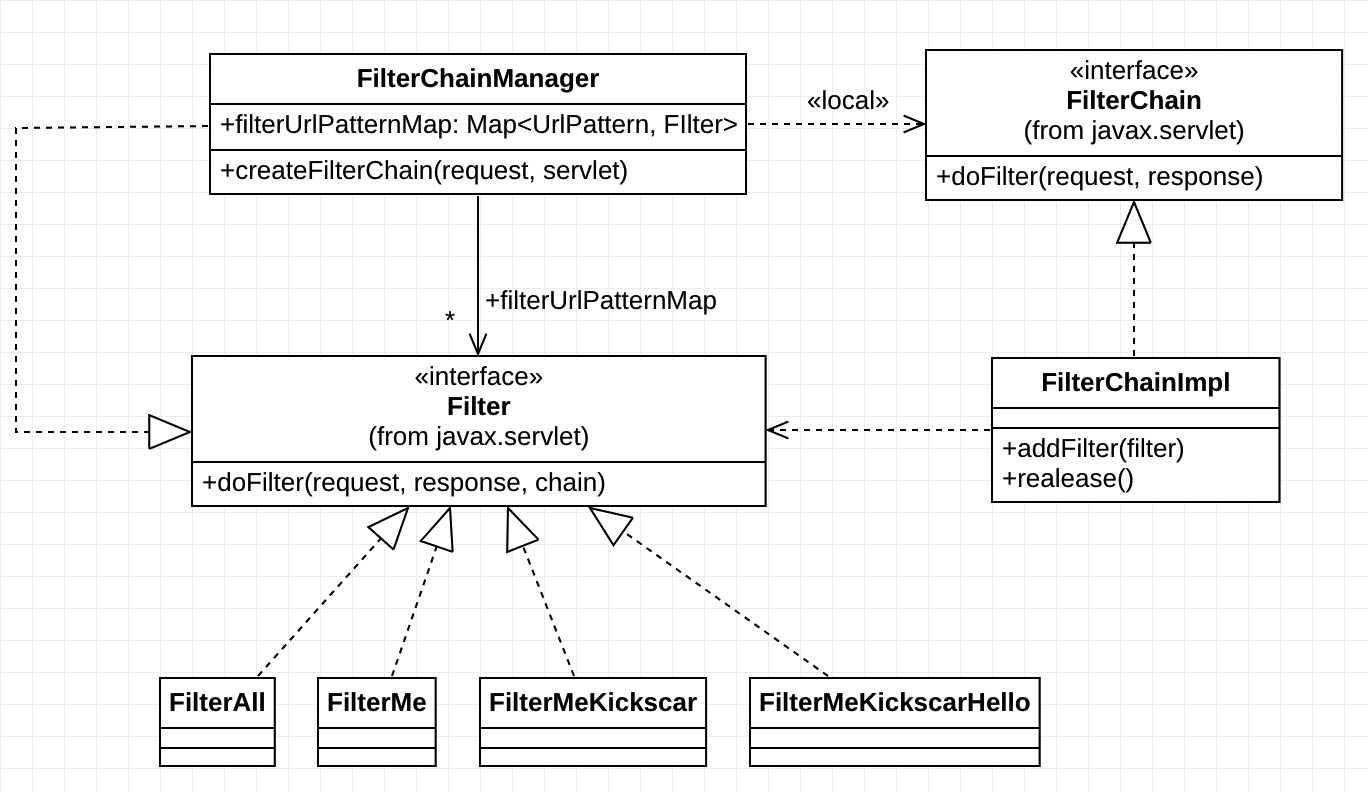 FilterChainManager
+filterUrlPatternMap: Map<UrlPattern, FIlter>
+createFilterChain(request, servlet)
«local»
«interface»
FilterChain
(from javax.servlet)
+doFilter(request, response)
+filterUrlPatternMap
*
«interface»
Filter
(from javax.servlet)
+doFilter(request, response, chain)
FilterChainImpl
+addFilter(filter)
+realease()
FilterAll
FilterMe
FilterMeKickscar
FilterMeKickscarHello